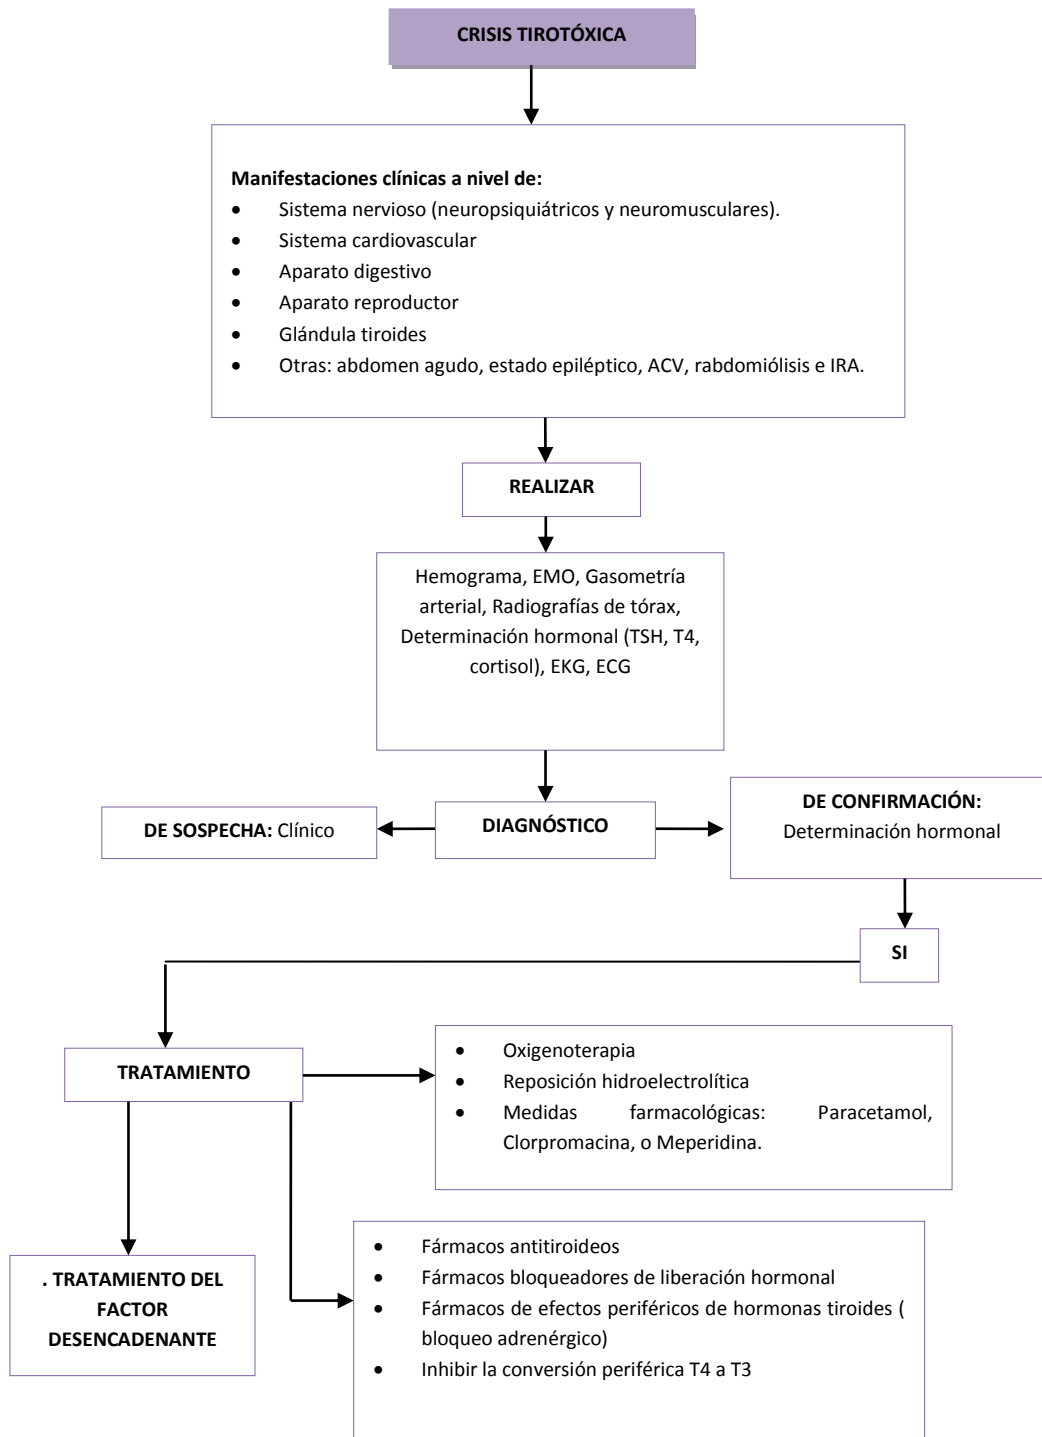 CRISIS TIROTÓXICA
Manifestaciones clínicas a nivel de:
• Sistema nervioso (neuropsiquiátricos y neuromusculares).
• Sistema cardiovascular
• Aparato digestivo
• Aparato reproductor
• Glándula tiroides
• Otras: abdomen agudo, estado epiléptico, ACV, rabdomiólisis e IRA.
REALIZAR
Hemograma, EMO, Gasometría
arterial, Radiografías de tórax,
Determinación hormonal (TSH, T4,
cortisol), EKG, ECG
DE SOSPECHA: Clínico
DIAGNÓSTICO
DE CONFIRMACIÓN:
Determinación hormonal
SI
TRATAMIENTO
• Oxigenoterapia
• Reposición hidroelectrolítica
• Medidas farmacológicas: Paracetamol,
Clorpromacina, o Meperidina.
. TRATAMIENTO DEL
FACTOR
DESENCADENANTE
• Fármacos antitiroideos
• Fármacos bloqueadores de liberación hormonal
• Fármacos de efectos periféricos de hormonas tiroides (
bloqueo adrenérgico)
• Inhibir la conversión periférica T4 a T3